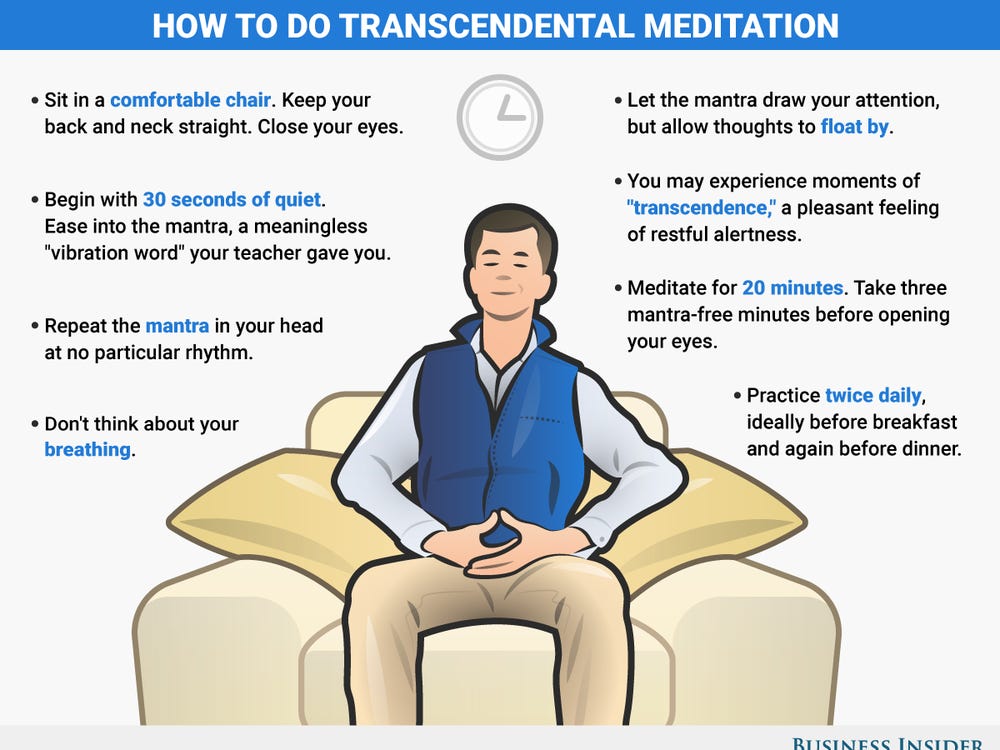 HOW TO DO TRANSCENDENTAL MEDITATION
• Sit in a comfortable chair. Keep your
back and neck straight. Close your eyes.
• Begin with 30 seconds of quiet.
Ease into the mantra, a meaningless
"vibration word" your teacher gave you.
• Repeat the mantra in your head
at no particular rhythm.
• Don't think about your
breathing.
• Let the mantra draw your attention,
but allow thoughts to float by.
• You may experience moments of
"transcendence," a pleasant feeling
of restful alertness.
• Meditate for 20 minutes. Take three
mantra-free minutes before opening
your eyes.
• Practice twice daily,
ideally before breakfast
and again before dinner.
BUSINESS INSIDER